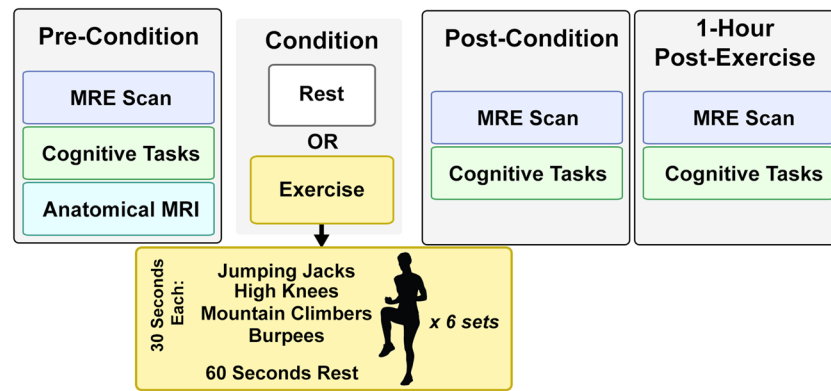 Pre-Condition
MRE Scan
Cognitive Tasks
Anatomical MRI
Condition
Rest
OR
Exercise
30 Seconds
Each:
Jumping Jacks
High Knees
Mountain Climbers
Burpees
60 Seconds Rest
x 6 sets
Post-Condition
MRE Scan
Cognitive Tasks
1-Hour
Post-Exercise
MRE Scan
Cognitive Tasks